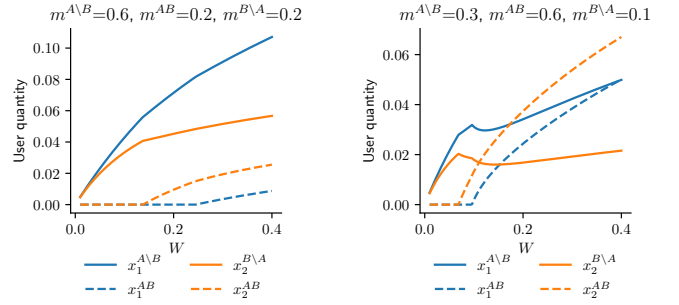 m^{A\B}=0.6, m^{AB}=0.2, m^{B\A}=0.2
User quantity
0.10
0.08
0.06
0.04
0.02
0.00
0.0 0.2 0.4
W
x_1^{A\B} x_2^{B\A}
x_1^{AB} x_2^{AB}
m^{A\B}=0.3, m^{AB}=0.6, m^{B\A}=0.1
User quantity
0.06
0.04
0.02
0.00
0.0 0.2 0.4
W
x_1^{A\B} x_2^{B\A}
x_1^{AB} x_2^{AB}